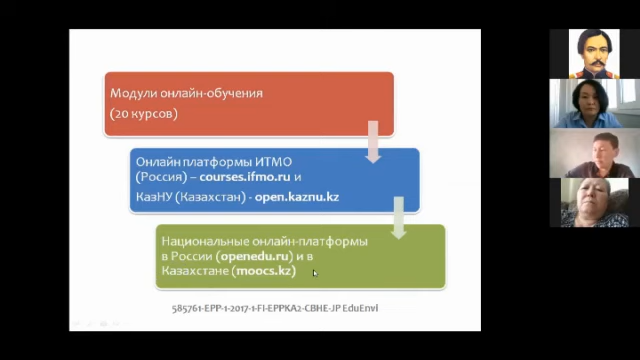 Модули онлайн-обучения
(20 курсов)
Онлайн платформы ИТМО
(Россия) – courses.ifmo.ru и
КазНУ (Казахстан) - open.kaznu.kz
Национальные онлайн-платформы
в России (openedu.ru) и в
Казахстане (moocs.kz)
585761-EPP-1-2017-1-FI-EPPKA2-CBHE-JP EduEnvi